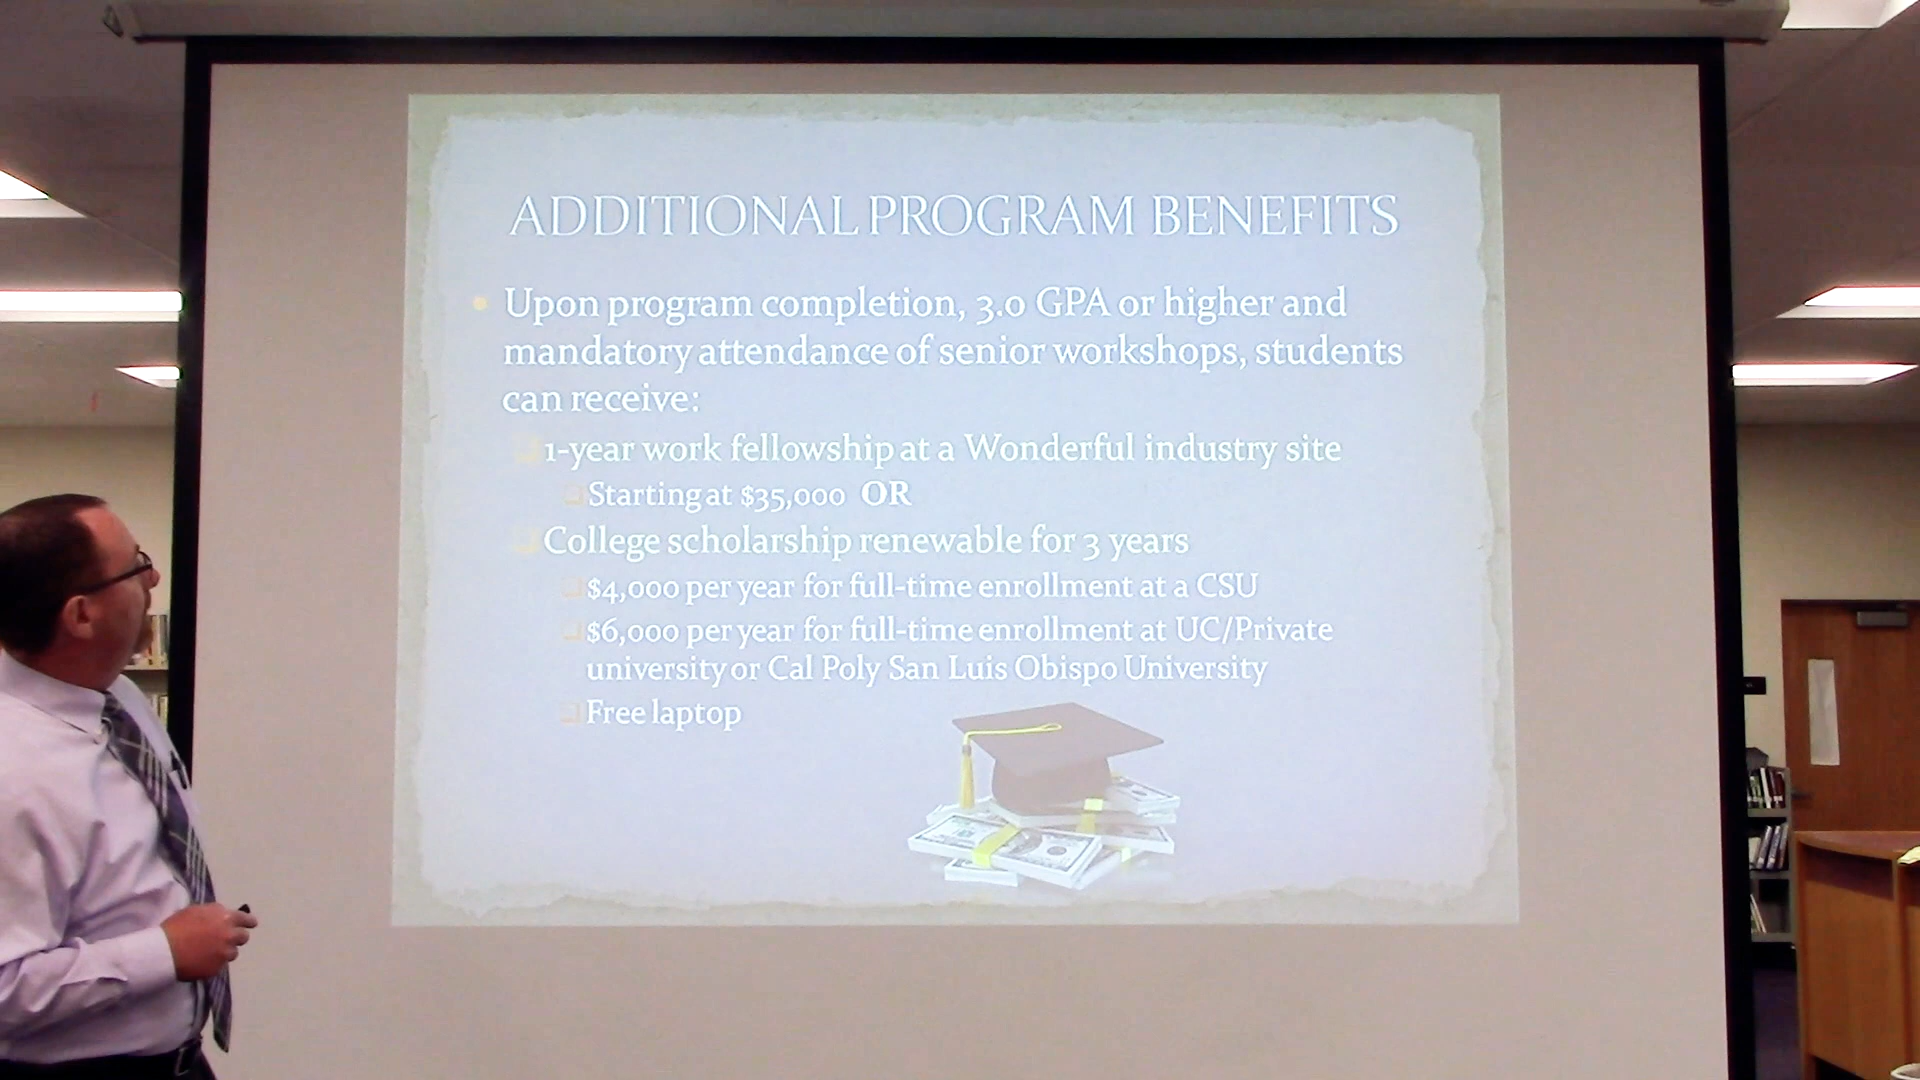 ADDITIONAL PROGRAM BENEFITS
Upon program completion, 3.0 GPA or higher and
mandatory attendance of senior workshops, students
can receive:
1-year work fellowship at a Wonderful industry site
Starting at $35,000 OR
College scholarship renewable for 3 years
$4,000 per year for full-time enrollment at a CSU
$6,000 per year for full-time enrollment at UC/Private
university or Cal Poly San Luis Obispo University
Free laptop